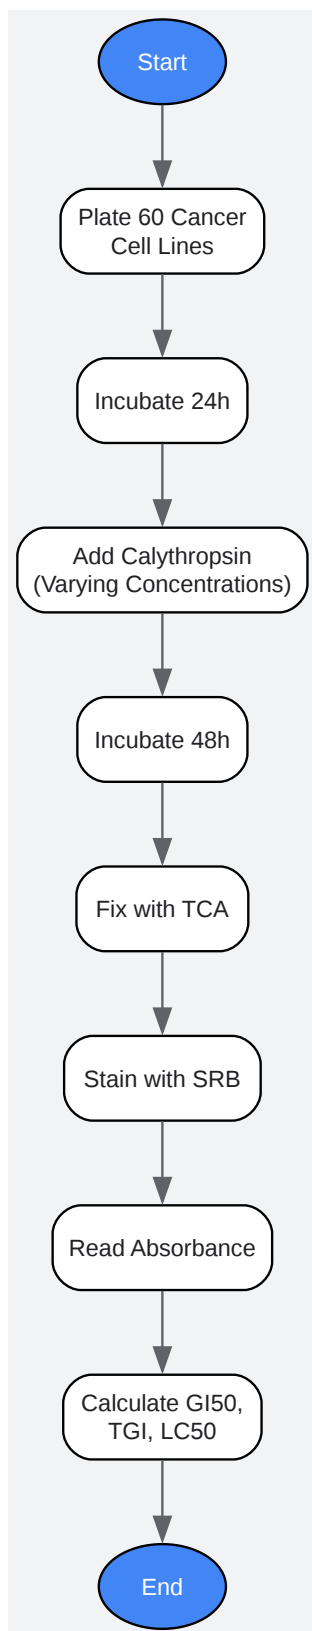 Start
Plate 60 Cancer
Cell Lines
Incubate 24h
Add Calythropsin
(Varying Concentrations)
Incubate 48h
Fix with TCA
Stain with SRB
Read Absorbance
Calculate GI50,
TGI, LC50
End